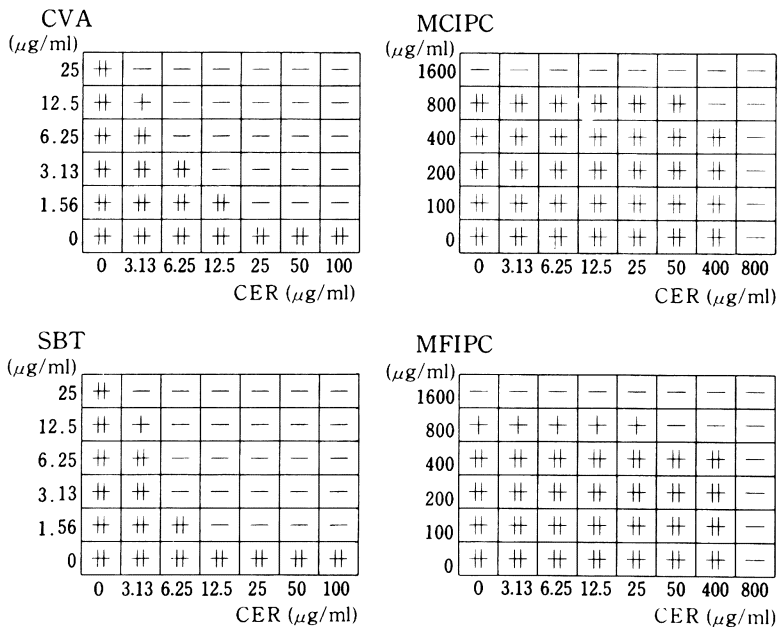 CVA
(μg/ml)
25 ⧺ — — — — — —
12.5 ⧺ + — — — — —
6.25 ⧺ ⧺ — — — — —
3.13 ⧺ ⧺ ⧺ — — — —
1.56 ⧺ ⧺ ⧺ ⧺ — — —
0 ⧺ ⧺ ⧺ ⧺ ⧺ ⧺ ⧺
0 3.13 6.25 12.5 25 50 100
CER (μg/ml)
MCIPC
(μg/ml)
1600 — — — — — — — —
800 ⧺ ⧺ ⧺ ⧺ ⧺ ⧺ — —
400 ⧺ ⧺ ⧺ ⧺ ⧺ ⧺ ⧺ —
200 ⧺ ⧺ ⧺ ⧺ ⧺ ⧺ ⧺ —
100 ⧺ ⧺ ⧺ ⧺ ⧺ ⧺ ⧺ —
0 ⧺ ⧺ ⧺ ⧺ ⧺ ⧺ ⧺ —
0 3.13 6.25 12.5 25 50 400 800
CER (μg/ml)
SBT
(μg/ml)
25 ⧺ — — — — — —
12.5 ⧺ + — — — — —
6.25 ⧺ ⧺ — — — — —
3.13 ⧺ ⧺ — — — — —
1.56 ⧺ ⧺ ⧺ — — — —
0 ⧺ ⧺ ⧺ ⧺ ⧺ ⧺ ⧺
0 3.13 6.25 12.5 25 50 100
CER (μg/ml)
MFIPC
(μg/ml)
1600 — — — — — — — —
800 + + + + + — — —
400 ⧺ ⧺ ⧺ ⧺ ⧺ ⧺ ⧺ —
200 ⧺ ⧺ ⧺ ⧺ ⧺ ⧺ ⧺ —
100 ⧺ ⧺ ⧺ ⧺ ⧺ ⧺ ⧺ —
0 ⧺ ⧺ ⧺ ⧺ ⧺ ⧺ ⧺ —
0 3.13 6.25 12.5 25 50 400 800
CER (μg/ml)